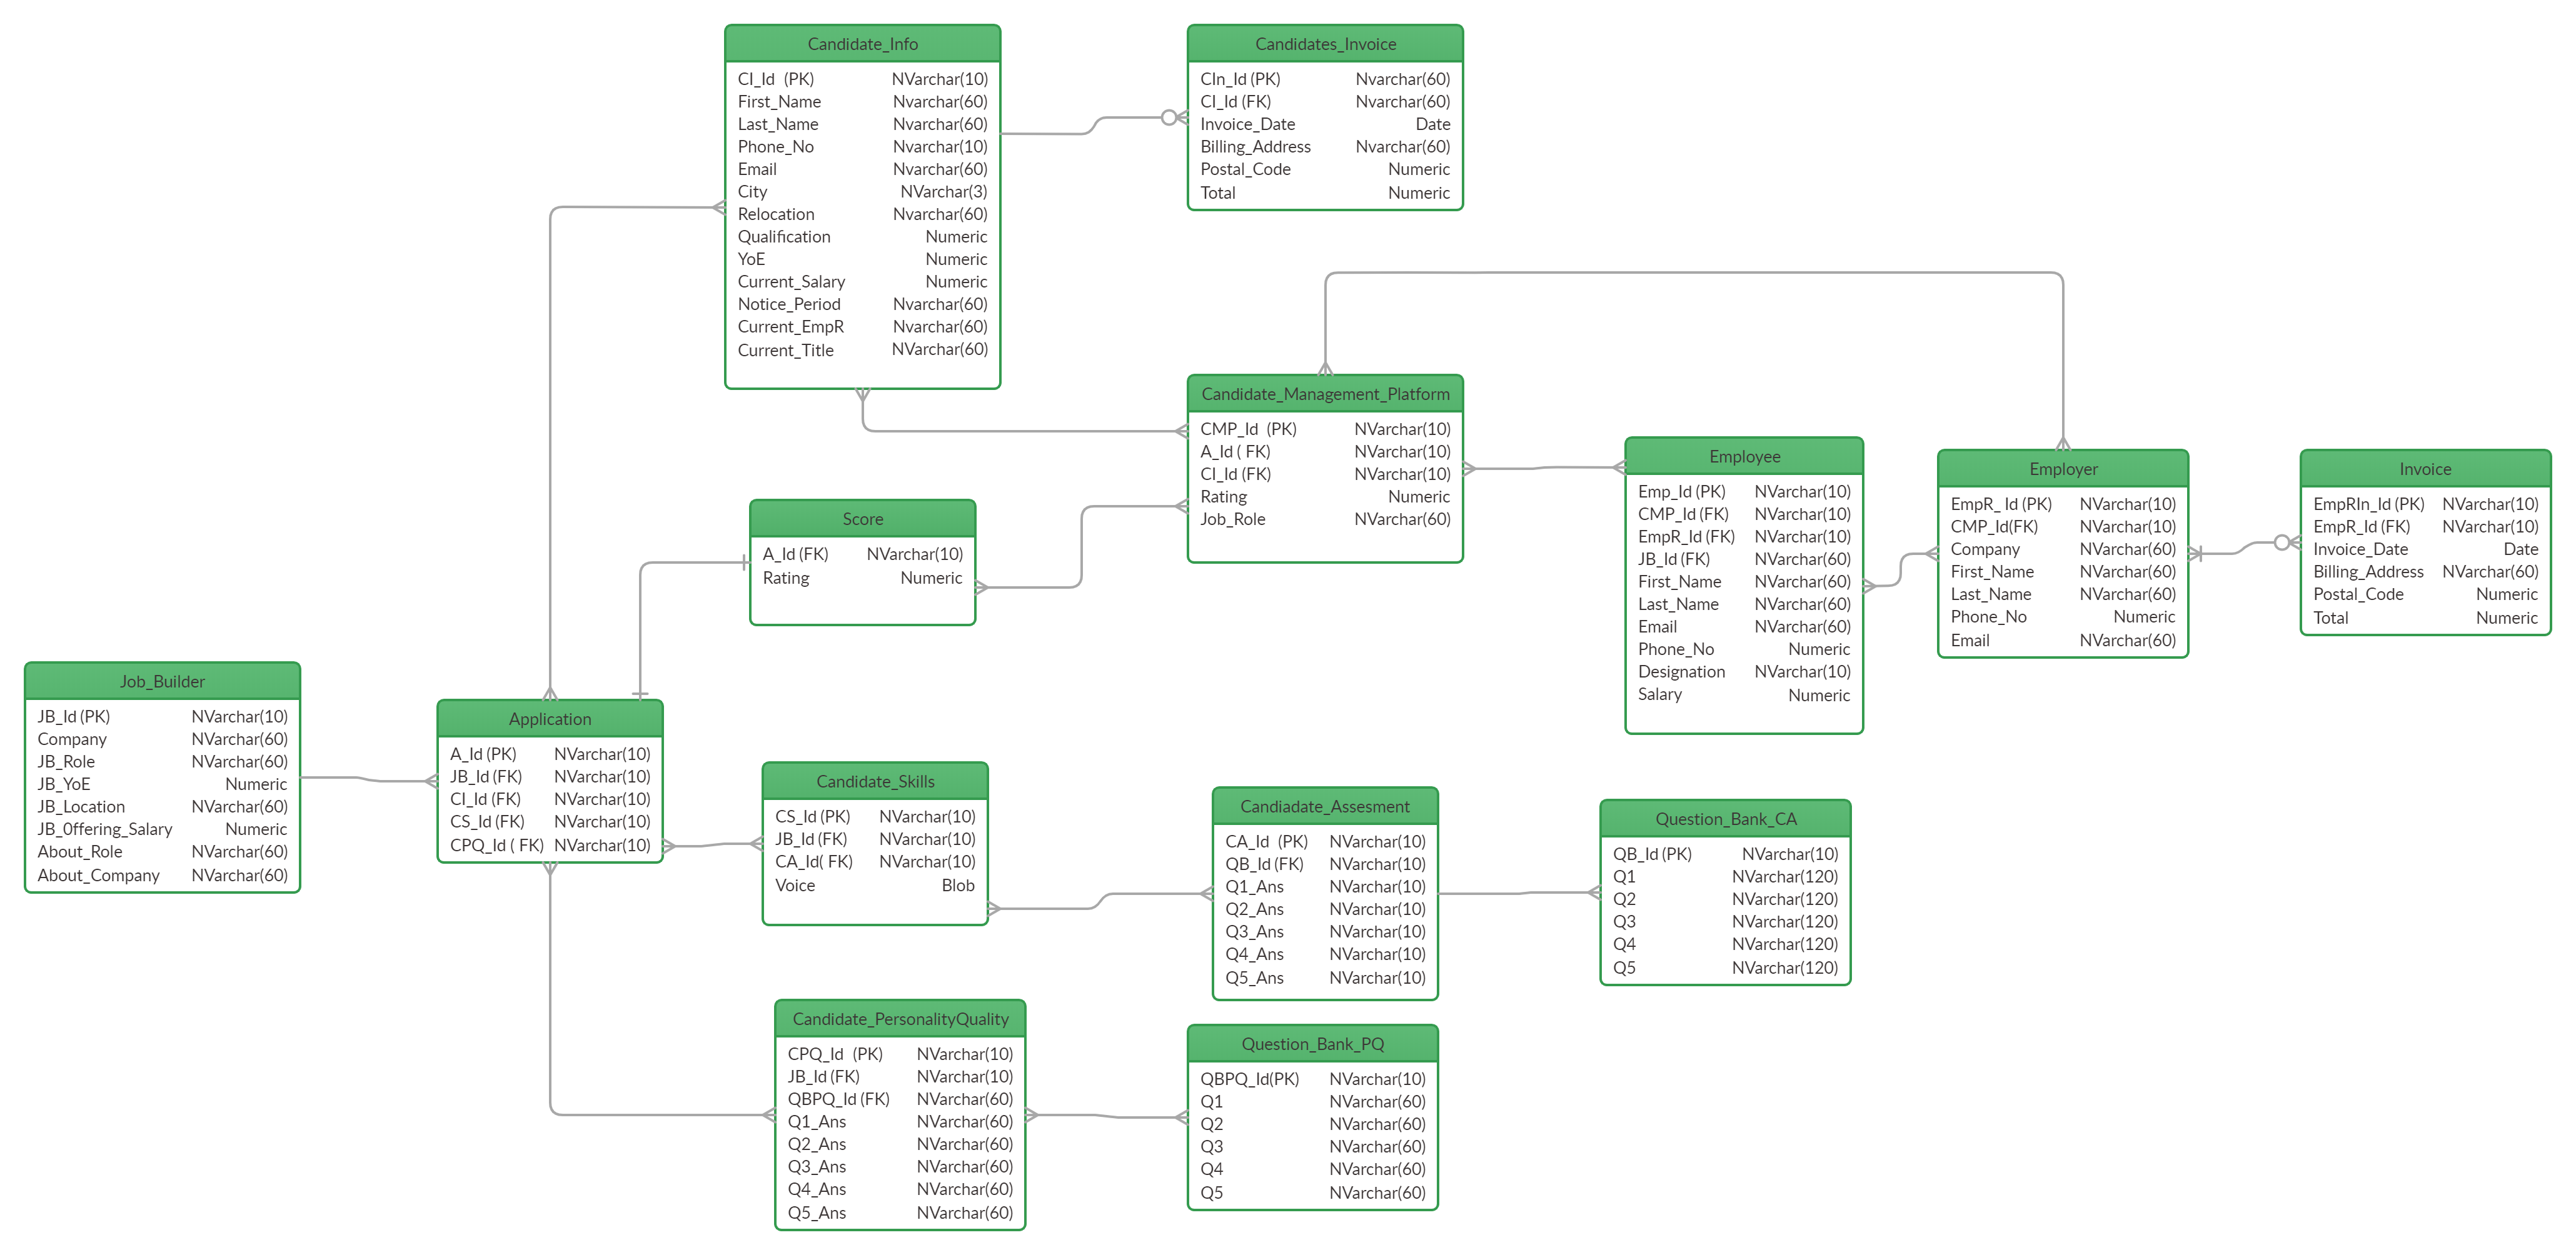 Candidate_Info
CI_Id (PK) NVarchar(10)
First_Name Nvarchar(60)
Last_Name Nvarchar(60)
Phone_No Nvarchar(10)
Email Nvarchar(60)
City NVarchar(3)
Relocation Nvarchar(60)
Qualification Numeric
YoE Numeric
Current_Salary Numeric
Notice_Period Nvarchar(60)
Current_EmpR Nvarchar(60)
Current_Title NVarchar(60)
Candidates_Invoice
CIn_Id (PK) Nvarchar(60)
CI_Id (FK) Nvarchar(60)
Invoice_Date Date
Billing_Address Nvarchar(60)
Postal_Code Numeric
Total Numeric
Candidate_Management_Platform
CMP_Id (PK) NVarchar(10)
A_Id ( FK) NVarchar(10)
CI_Id (FK) NVarchar(10)
Rating Numeric
Job_Role NVarchar(60)
Employee
Emp_Id (PK) NVarchar(10)
CMP_Id (FK) NVarchar(10)
EmpR_Id (FK) NVarchar(10)
JB_Id (FK) NVarchar(60)
First_Name NVarchar(60)
Last_Name NVarchar(60)
Email NVarchar(60)
Phone_No Numeric
Designation NVarchar(10)
Salary Numeric
Employer
EmpR_ Id (PK) NVarchar(10)
CMP_Id(FK) NVarchar(10)
Company NVarchar(60)
First_Name NVarchar(60)
Last_Name NVarchar(60)
Phone_No Numeric
Email NVarchar(60)
Invoice
EmpRIn_Id (PK) NVarchar(10)
EmpR_Id (FK) NVarchar(10)
Invoice_Date Date
Billing_Address NVarchar(60)
Postal_Code Numeric
Total Numeric
Score
A_Id (FK) NVarchar(10)
Rating Numeric
Job_Builder
JB_Id (PK) NVarchar(10)
Company NVarchar(60)
JB_Role NVarchar(60)
JB_YoE Numeric
JB_Location NVarchar(60)
JB_0ffering_Salary Numeric
About_Role NVarchar(60)
About_Company NVarchar(60)
Application
A_Id (PK) NVarchar(10)
JB_Id (FK) NVarchar(10)
CI_Id (FK) NVarchar(10)
CS_Id (FK) NVarchar(10)
CPQ_Id ( FK) NVarchar(10)
Candidate_Skills
CS_Id (PK) NVarchar(10)
JB_Id (FK) NVarchar(10)
CA_Id( FK) NVarchar(10)
Voice Blob
Candiadate_Assesment
CA_Id (PK) NVarchar(10)
QB_Id (FK) NVarchar(10)
Q1_Ans NVarchar(10)
Q2_Ans NVarchar(10)
Q3_Ans NVarchar(10)
Q4_Ans NVarchar(10)
Q5_Ans NVarchar(10)
Question_Bank_CA
QB_Id (PK) NVarchar(10)
Q1 NVarchar(120)
Q2 NVarchar(120)
Q3 NVarchar(120)
Q4 NVarchar(120)
Q5 NVarchar(120)
Candidate_PersonalityQuality
CPQ_Id (PK) NVarchar(10)
JB_Id (FK) NVarchar(10)
QBPQ_Id (FK) NVarchar(60)
Q1_Ans NVarchar(60)
Q2_Ans NVarchar(60)
Q3_Ans NVarchar(60)
Q4_Ans NVarchar(60)
Q5_Ans NVarchar(60)
Question_Bank_PQ
QBPQ_Id(PK) NVarchar(10)
Q1 NVarchar(60)
Q2 NVarchar(60)
Q3 NVarchar(60)
Q4 NVarchar(60)
Q5 NVarchar(60)